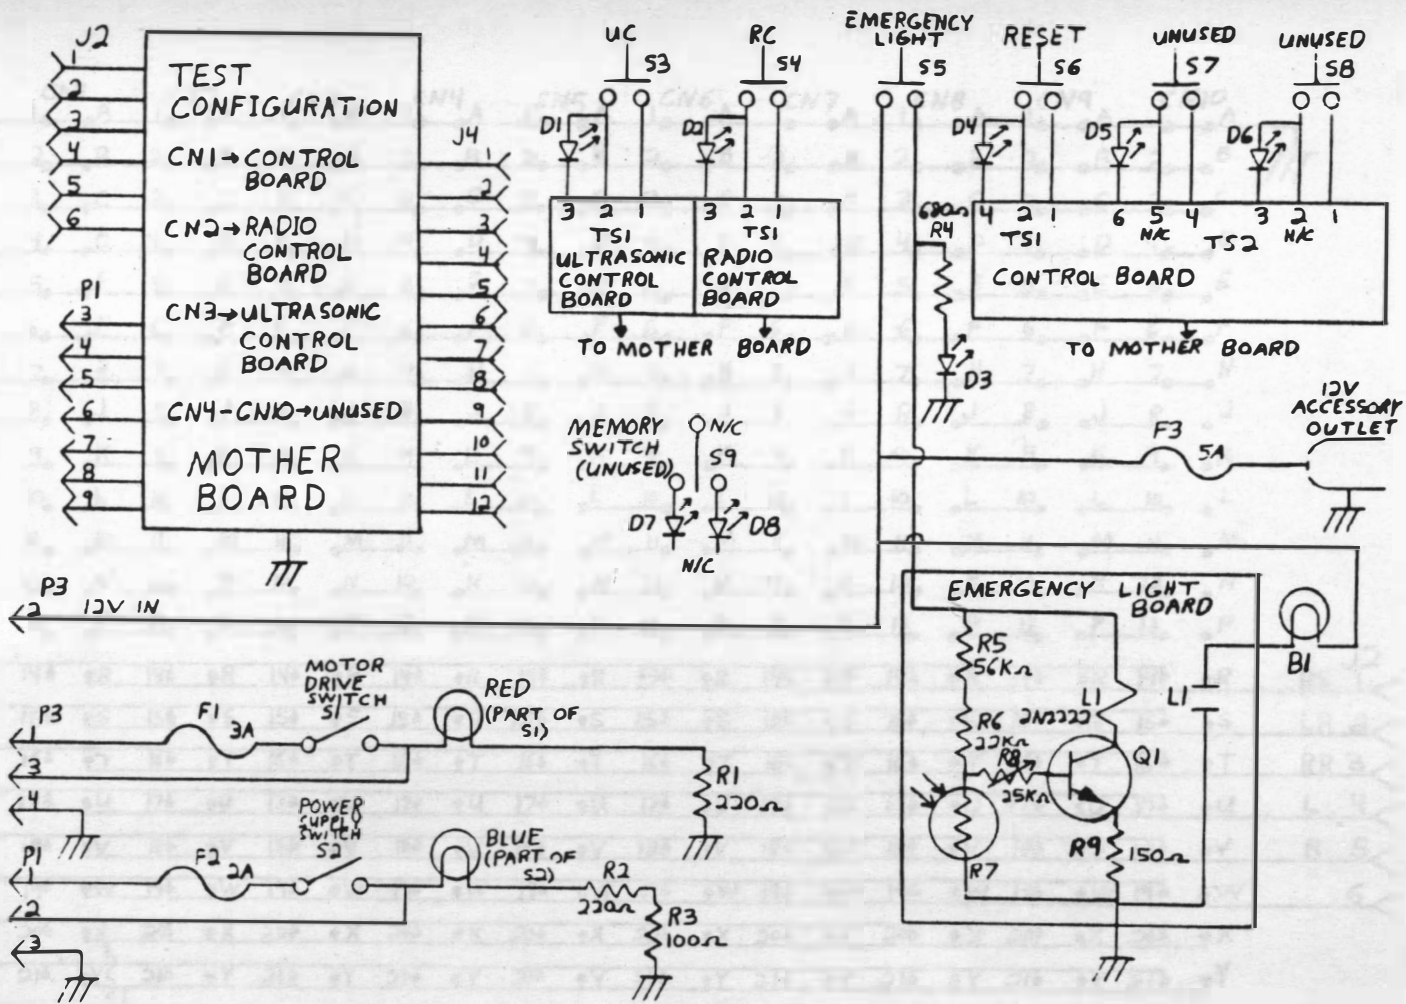 J2
1
2
3
4
5
6
TEST
CONFIGURATION
CN1→CONTROL
BOARD
CN2→RADIO
CONTROL
BOARD
CN3→ULTRASONIC
CONTROL
BOARD
CN4-CN10→UNUSED
MOTHER
BOARD
P1
3
4
5
6
7
8
9
J4
1
2
3
4
5
6
7
8
9
10
11
12
UC
S3
D1
3 2 1
TS1
ULTRASONIC
CONTROL
BOARD
RC
S4
D2
3 2 1
TS1
RADIO
CONTROL
BOARD
TO MOTHER BOARD
EMERGENCY
LIGHT
S5
RESET
S6
D4
UNUSED
S7
D5
UNUSED
S8
D6
680Ω
R4
D3
4 2 1
TS1
6 5 4
N/C
TS2
3 2 1
N/C
CONTROL BOARD
TO MOTHER BOARD
MEMORY
SWITCH
(UNUSED)
N/C
S9
D7
D8
N/C
F3
5A
12V
ACCESSORY
OUTLET
P3
2 12V IN
EMERGENCY LIGHT
BOARD
R5
56KΩ
R6
22KΩ
R8
25KΩ
R7
L1
2N2222
Q1
R9
150Ω
L1
B1
P3
1
3
4
F1
3A
MOTOR
DRIVE
SWITCH
S1
RED
(PART OF
S1)
R1
220Ω
P1
1
2
3
F2
2A
POWER
SUPPLY
SWITCH
S2
BLUE
(PART OF
S2)
R2
220Ω
R3
100Ω